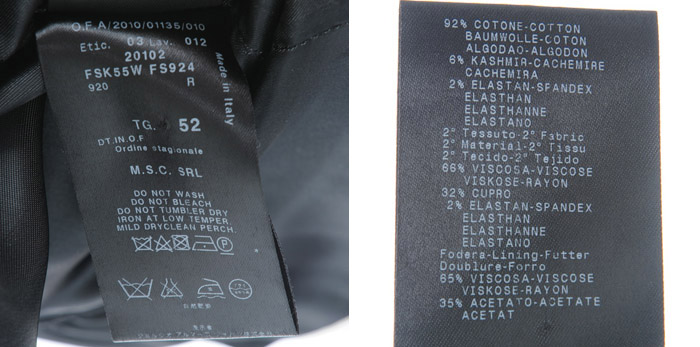 O.F.A/2010/01135/010
Etic. 03 Lav. 012
20102
FSK55W FS924
920 R
Made in Italy
TG. 52
DT.IN.OF
Ordine stagionale
M.S.C. SRL
DO NOT WASH
DO NOT BLEACH
DO NOT TUMBLER DRY
IRON AT LOW TEMPER.
MILD DRYCLEAN PERCH.
92% COTONE-COTTON
BAUMWOLLE-COTON
ALGODAO-ALGODON
6% KASHMIR-CACHEMIRE
CACHEMIRA
2% ELASTAN-SPANDEX
ELASTHAN
ELASTHANNE
ELASTANO
2° Tessuto-2° Fabric
2° Material-2° Tissu
2° Tecido-2° Tejido
66% VISCOSA-VISCOSE
VISKOSE-RAYON
32% CUPRO
2% ELASTAN-SPANDEX
ELASTHAN
ELASTHANNE
ELASTANO
Fodera-Lining-Futter
Doublure-Forro
65% VISCOSA-VISCOSE
VISKOSE-RAYON
35% ACETATO-ACETATE
ACETAT